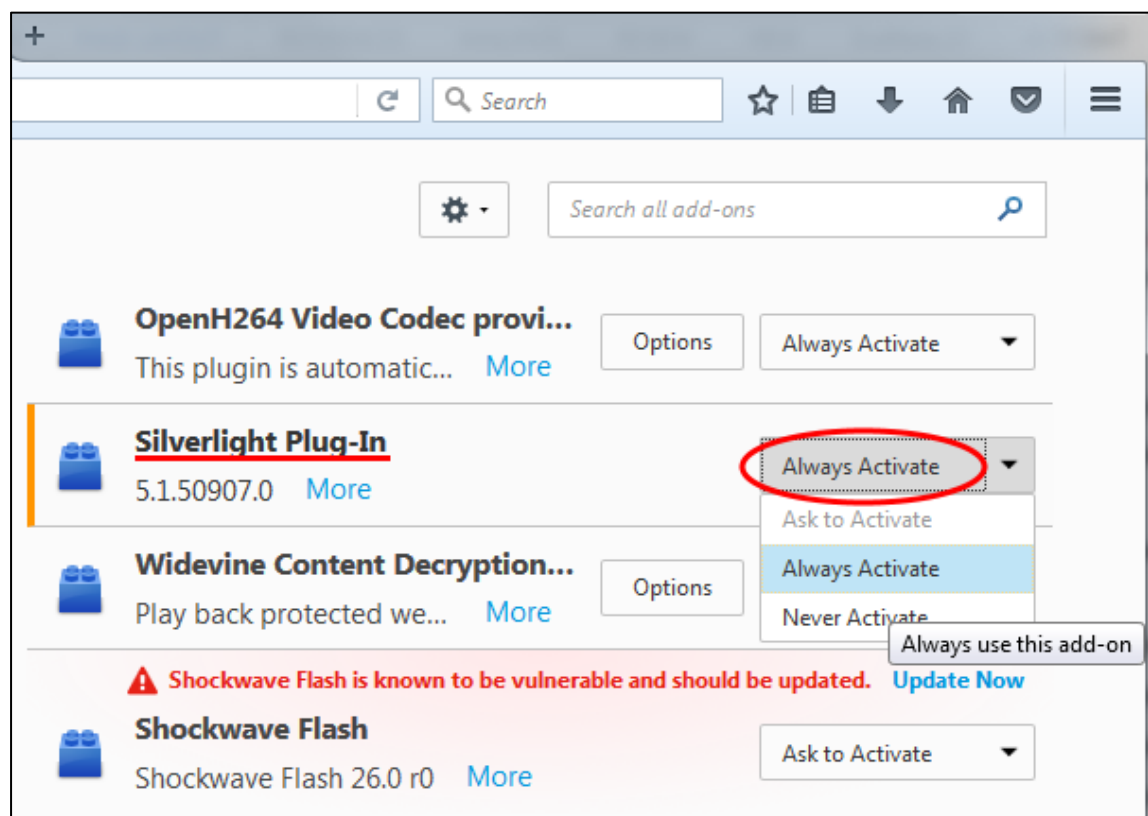 +
Search
Search all add-ons
OpenH264 Video Codec provi...
Options
Always Activate
This plugin is automatic... More
Silverlight Plug-In
Always Activate
5.1.50907.0 More
Ask to Activate
Always Activate
Never Activate
Widevine Content Decryption...
Options
Play back protected we... More
Always use this add-on
Shockwave Flash is known to be vulnerable and should be updated. Update Now
Shockwave Flash
Ask to Activate
Shockwave Flash 26.0 r0 More